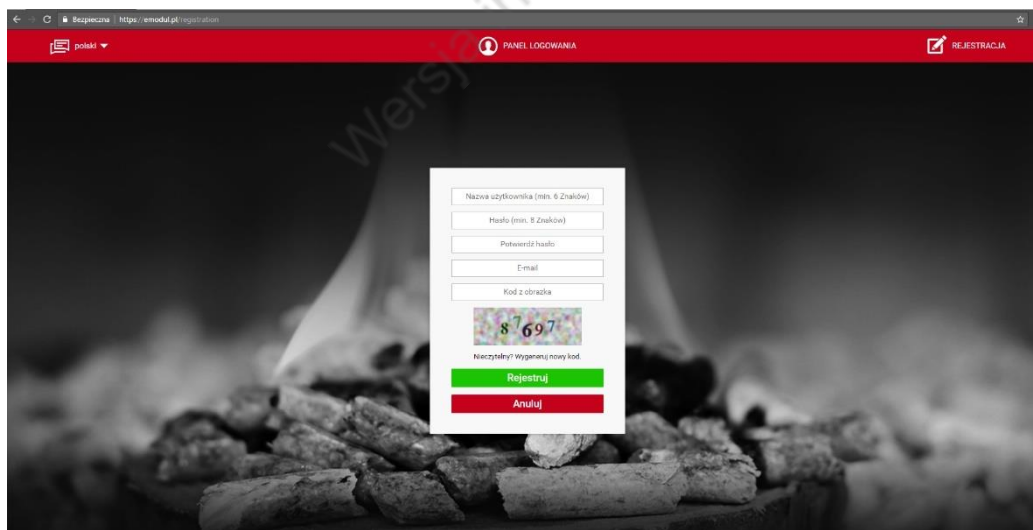 Bezpieczna | https://emodul.pl/registration
polski
PANEL LOGOWANIA
REJESTRACJA
Wersja
Nazwa użytkownika (min. 6 Znaków)
Hasło (min. 8 Znaków)
Potwierdź hasło
E-mail
Kod z obrazka
87697
Nieczytelny? Wygeneruj nowy kod.
Rejestruj
Anuluj